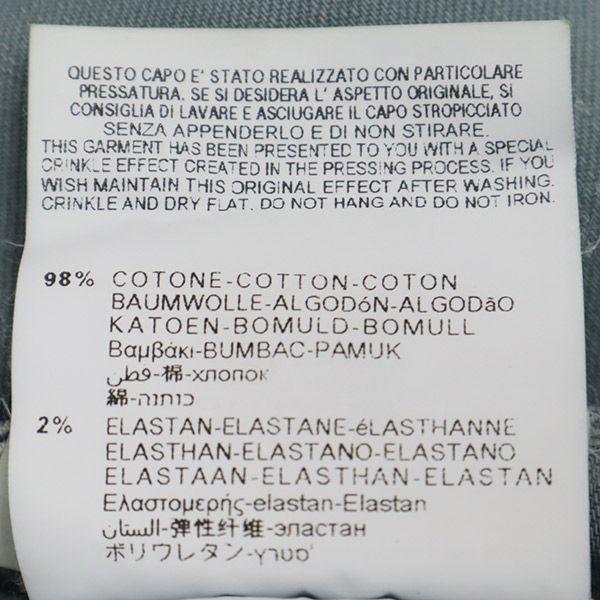 QUESTO CAPO E' STATO REALIZZATO CON PARTICOLARE
PRESSATURA. SE SI DESIDERA L' ASPETTO ORIGINALE, SI
CONSIGLIA DI LAVARE E ASCIUGARE IL CAPO STROPICCIATO
SENZA APPENDERLO E DI NON STIRARE.
THIS GARMENT HAS BEEN PRESENTED TO YOU WITH A SPECIAL
CRINKLE EFFECT CREATED IN THE PRESSING PROCESS. IF YOU
WISH MAINTAIN THIS ORIGINAL EFFECT AFTER WASHING.
CRINKLE AND DRY FLAT. DO NOT HANG AND DO NOT IRON.
98% COTONE-COTTON-COTON
BAUMWOLLE-ALGODóN-ALGODâO
KATOEN-BOMULD-BOMULL
Βαμβάκι-BUMBAC-PAMUK
قطن-棉-хлопок
綿-כותנה
2% ELASTAN-ELASTANE-éLASTHANNE
ELASTHAN-ELASTANO-ELASTANO
ELASTAAN-ELASTHAN-ELASTAN
Ελαστομερής-elastan-Elastan
الستان-弹性纤维-эластан
ポリウレタン-סטרץ'